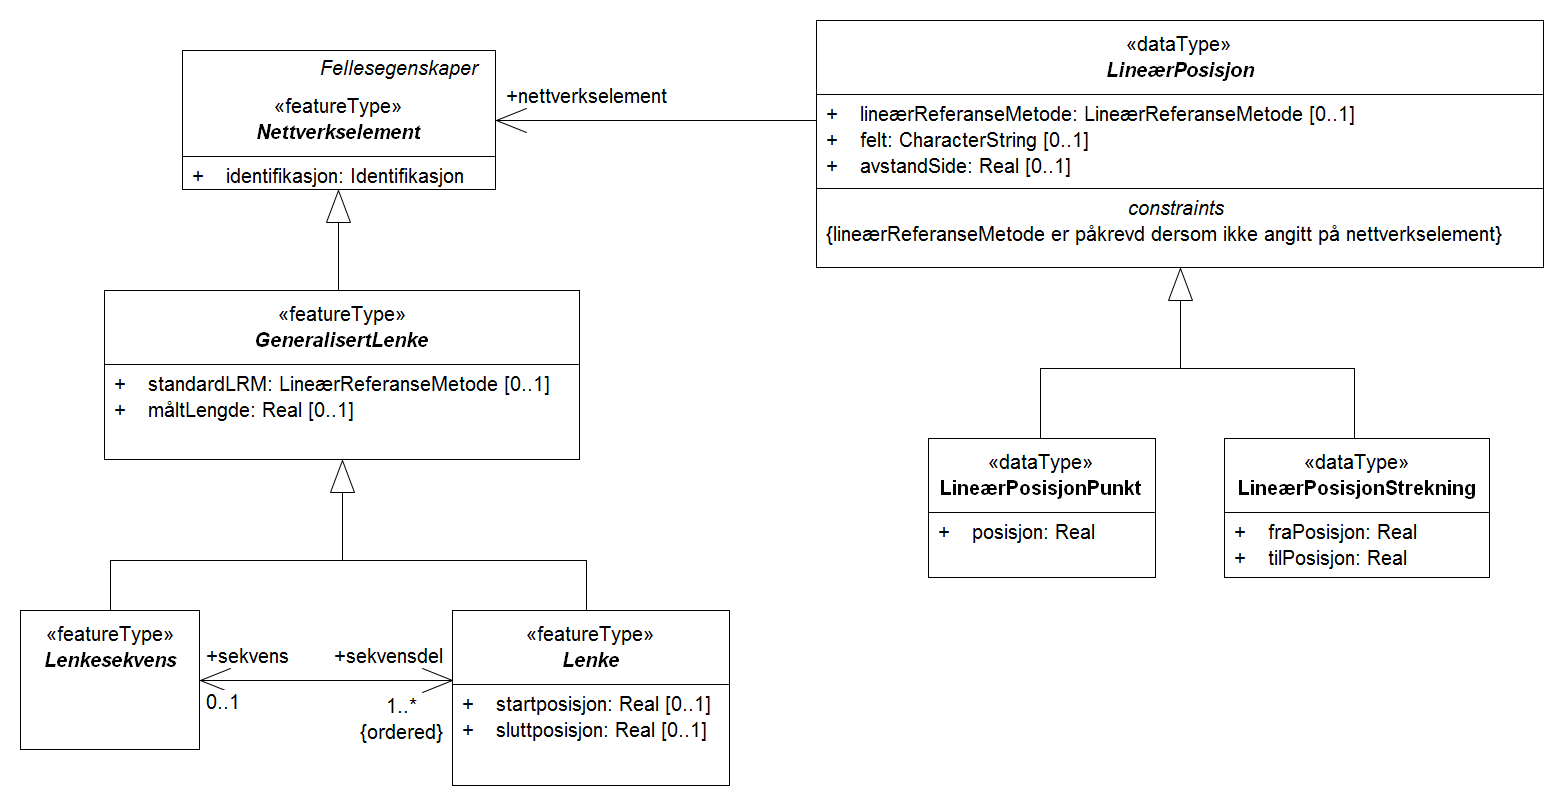 Fellesegenskaper
«featureType»
Nettverkselement
+ identifikasjon: Identifikasjon
+nettverkselement
«dataType»
LineærPosisjon
+ lineærReferanseMetode: LineærReferanseMetode [0..1]
+ felt: CharacterString [0..1]
+ avstandSide: Real [0..1]
constraints
{lineærReferanseMetode er påkrevd dersom ikke angitt på nettverkselement}
«featureType»
GeneralisertLenke
+ standardLRM: LineærReferanseMetode [0..1]
+ måltLengde: Real [0..1]
«dataType»
LineærPosisjonPunkt
+ posisjon: Real
«dataType»
LineærPosisjonStrekning
+ fraPosisjon: Real
+ tilPosisjon: Real
«featureType»
Lenkesekvens
+sekvens
0..1
+sekvensdel
1..*
{ordered}
«featureType»
Lenke
+ startposisjon: Real [0..1]
+ sluttposisjon: Real [0..1]